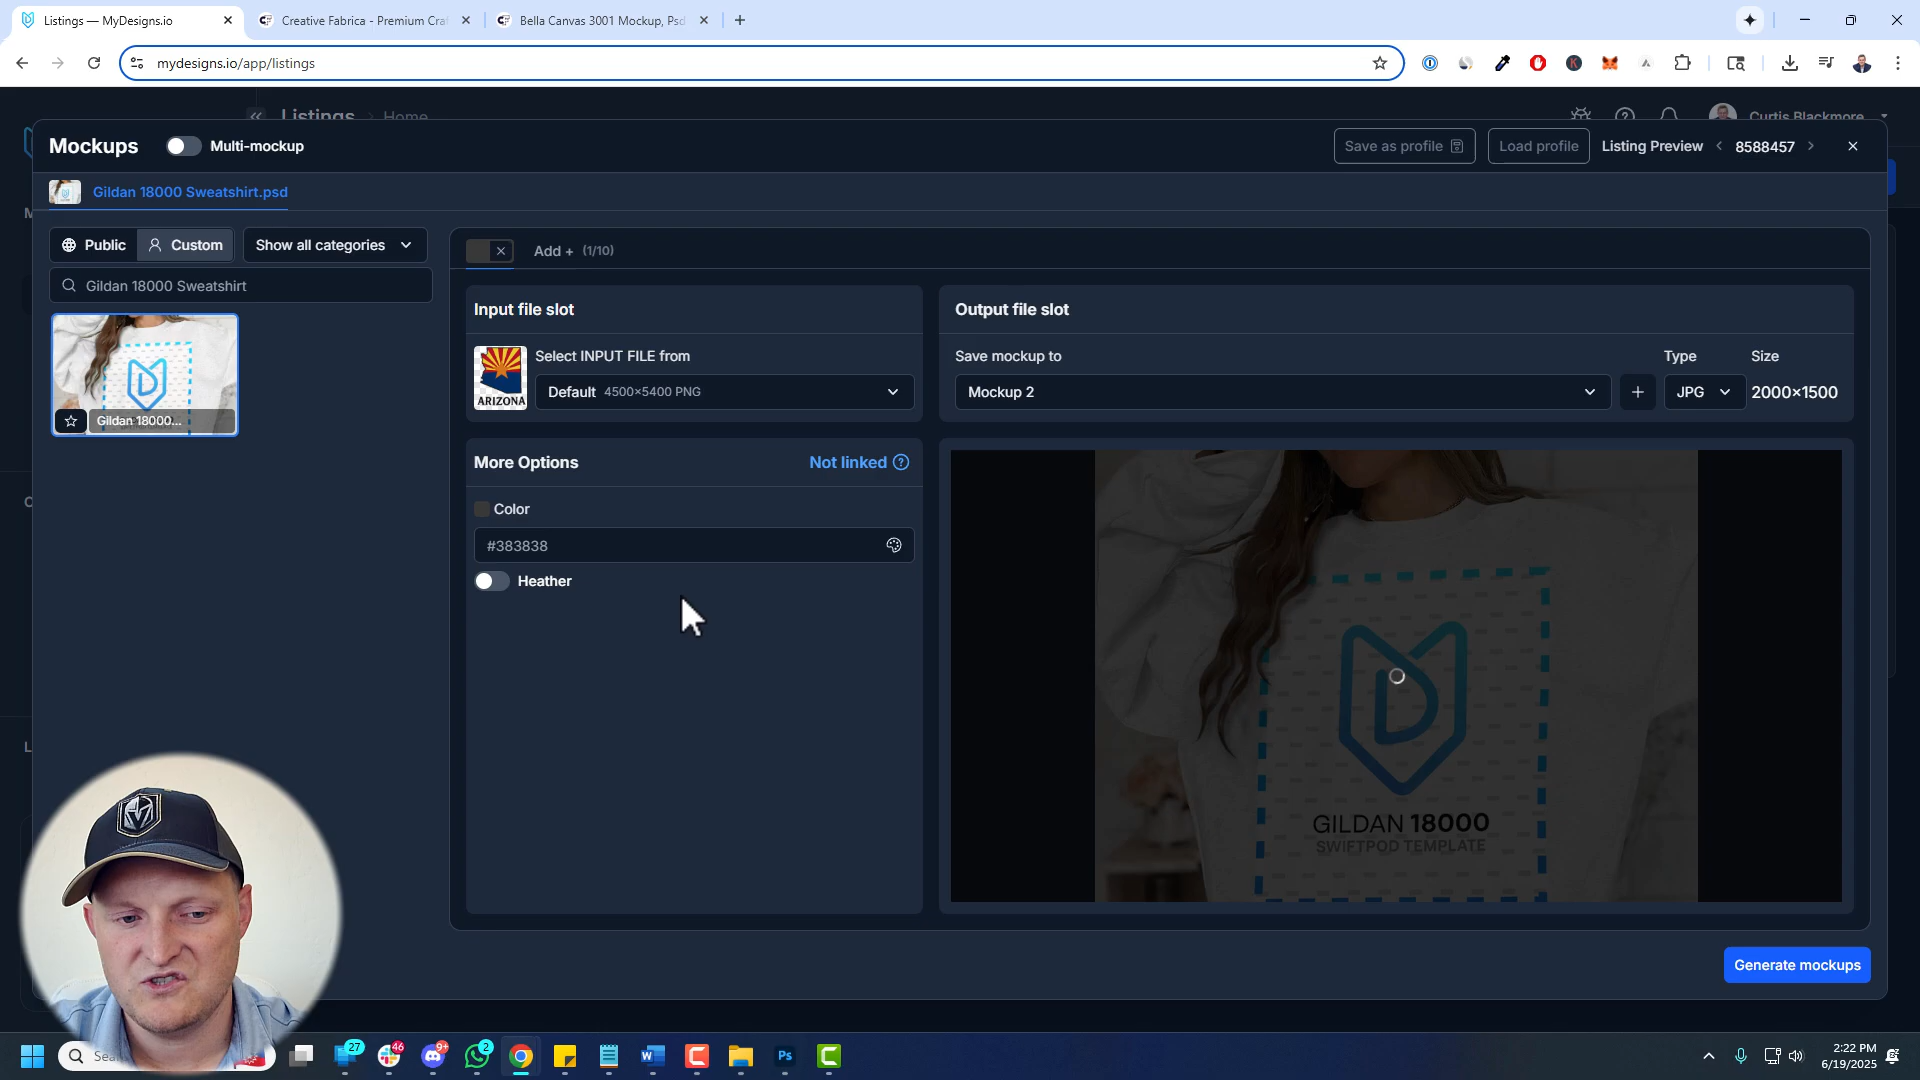 Listings — MyDesigns.io
Creative Fabrica - Premium Cra
Bella Canvas 3001 Mockup, Psd
mydesigns.io/app/listings
Listings > Home
Curtis Blackmore
Mockups
Multi-mockup
Save as profile
Load profile
Listing Preview
8588457
Gildan 18000 Sweatshirt.psd
Public
Custom
Show all categories
Add + (1/10)
Gildan 18000 Sweatshirt
Input file slot
Output file slot
Select INPUT FILE from
Save mockup to
Type
Size
ARIZONA
Default 4500×5400 PNG
Mockup 2
JPG
2000×1500
Gildan 18000...
More Options
Not linked
Color
#383838
Heather
GILDAN 18000
SWIFTPOD TEMPLATE
Generate mockups
27
46
9+
2
2:22 PM
6/19/2025